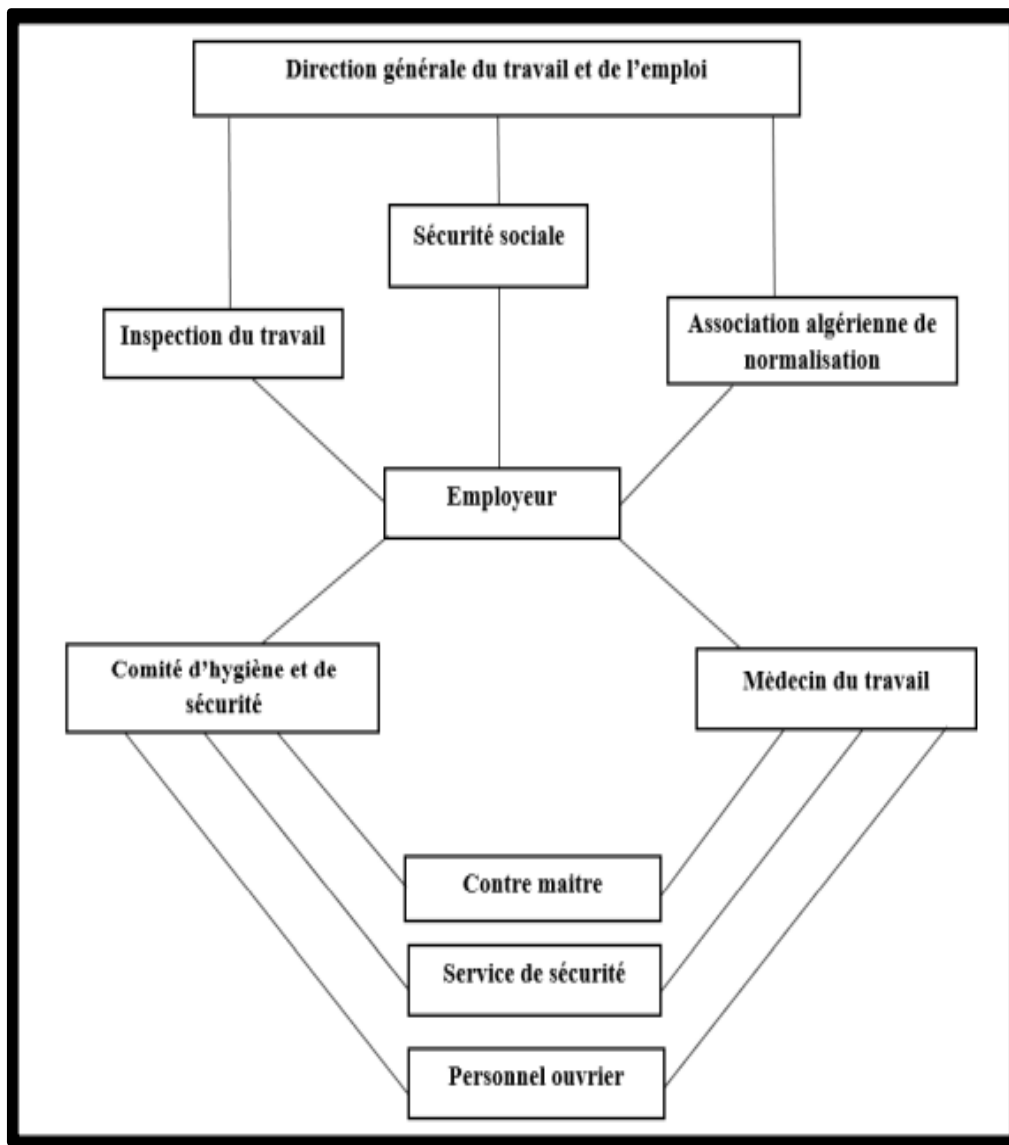 Direction générale du travail et de l’emploi
Sécurité sociale
Inspection du travail
Association algérienne de
normalisation
Employeur
Comité d’hygiène et de
sécurité
Mèdecin du travail
Contre maitre
Service de sécurité
Personnel ouvrier